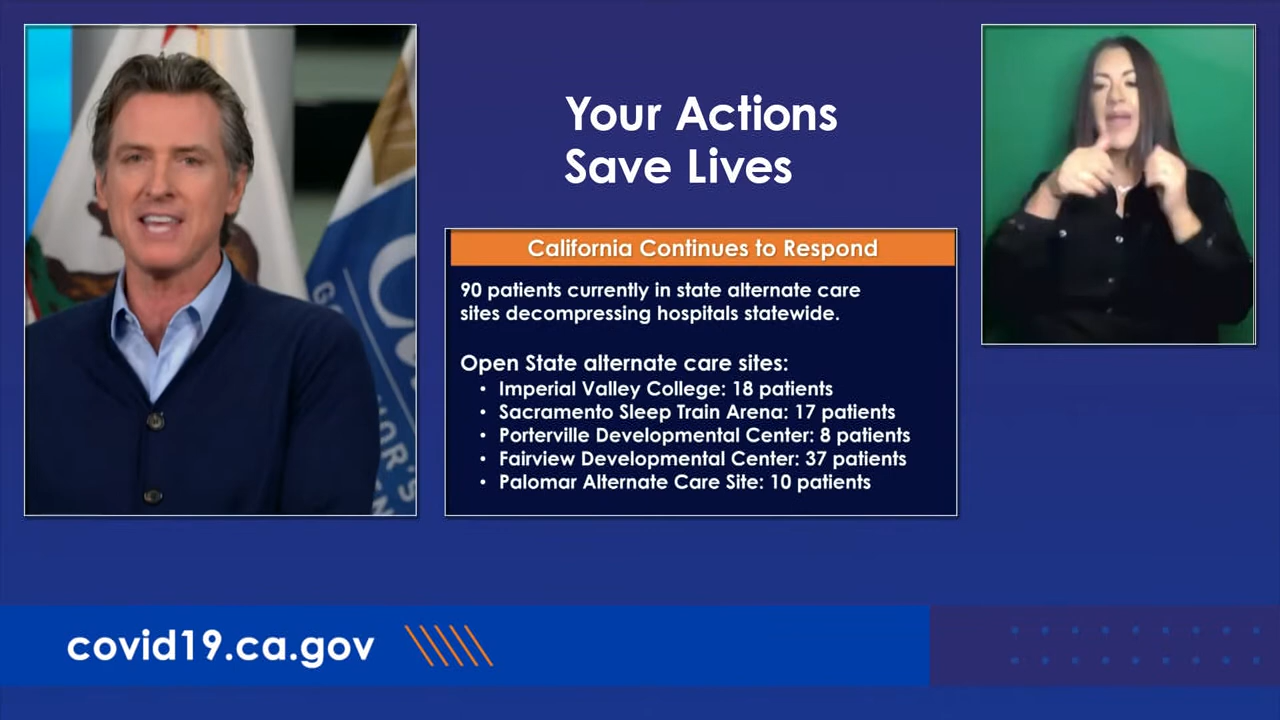 Your Actions
Save Lives
California Continues to Respond
90 patients currently in state alternate care
sites decompressing hospitals statewide.
Open State alternate care sites:
• Imperial Valley College: 18 patients
• Sacramento Sleep Train Arena: 17 patients
• Porterville Developmental Center: 8 patients
• Fairview Developmental Center: 37 patients
• Palomar Alternate Care Site: 10 patients
covid19.ca.gov